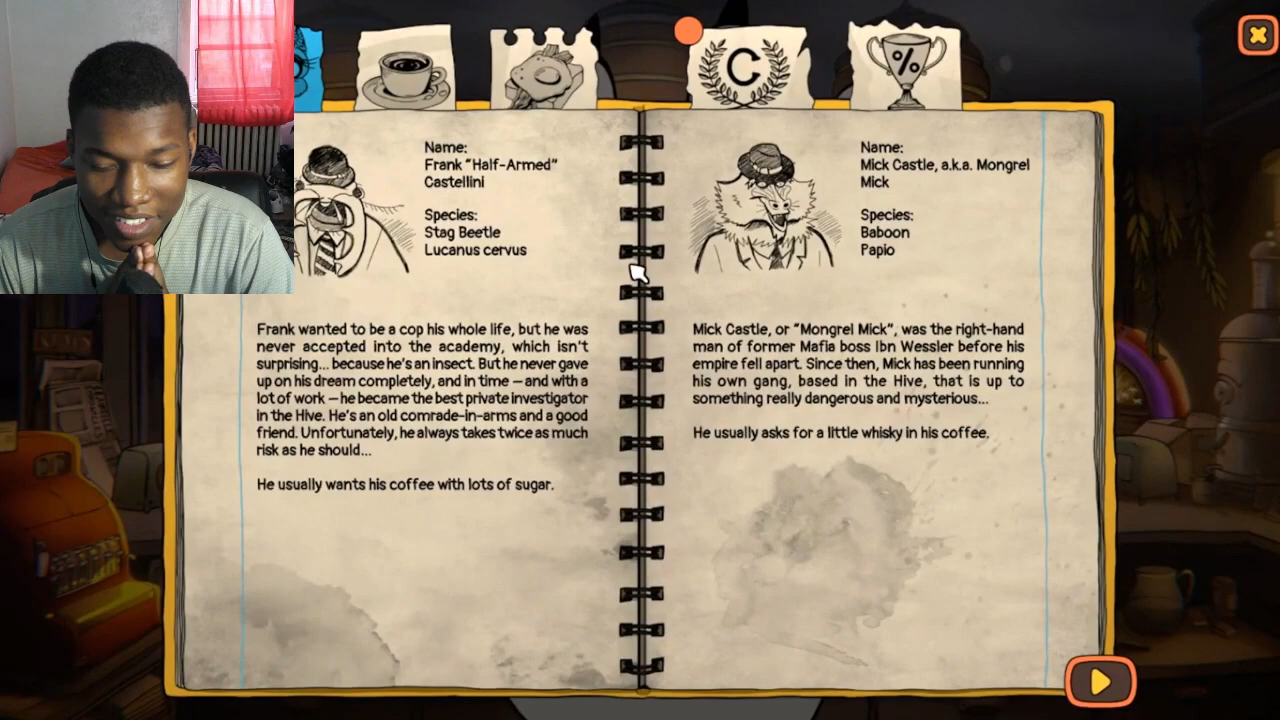 Name:
Frank "Half-Armed"
Castellini
Species:
Stag Beetle
Lucanus cervus
Frank wanted to be a cop his whole life, but he was
never accepted into the academy, which isn't
surprising... because he's an insect. But he never gave
up on his dream completely, and in time – and with a
lot of work – he became the best private investigator
in the Hive. He's an old comrade-in-arms and a good
friend. Unfortunately, he always takes twice as much
risk as he should...
He usually wants his coffee with lots of sugar.
Name:
Mick Castle, a.k.a. Mongrel
Mick
Species:
Baboon
Papio
Mick Castle, or "Mongrel Mick", was the right-hand
man of former Mafia boss Ibn Wessler before his
empire fell apart. Since then, Mick has been running
his own gang, based in the Hive, that is up to
something really dangerous and mysterious...
He usually asks for a little whisky in his coffee.